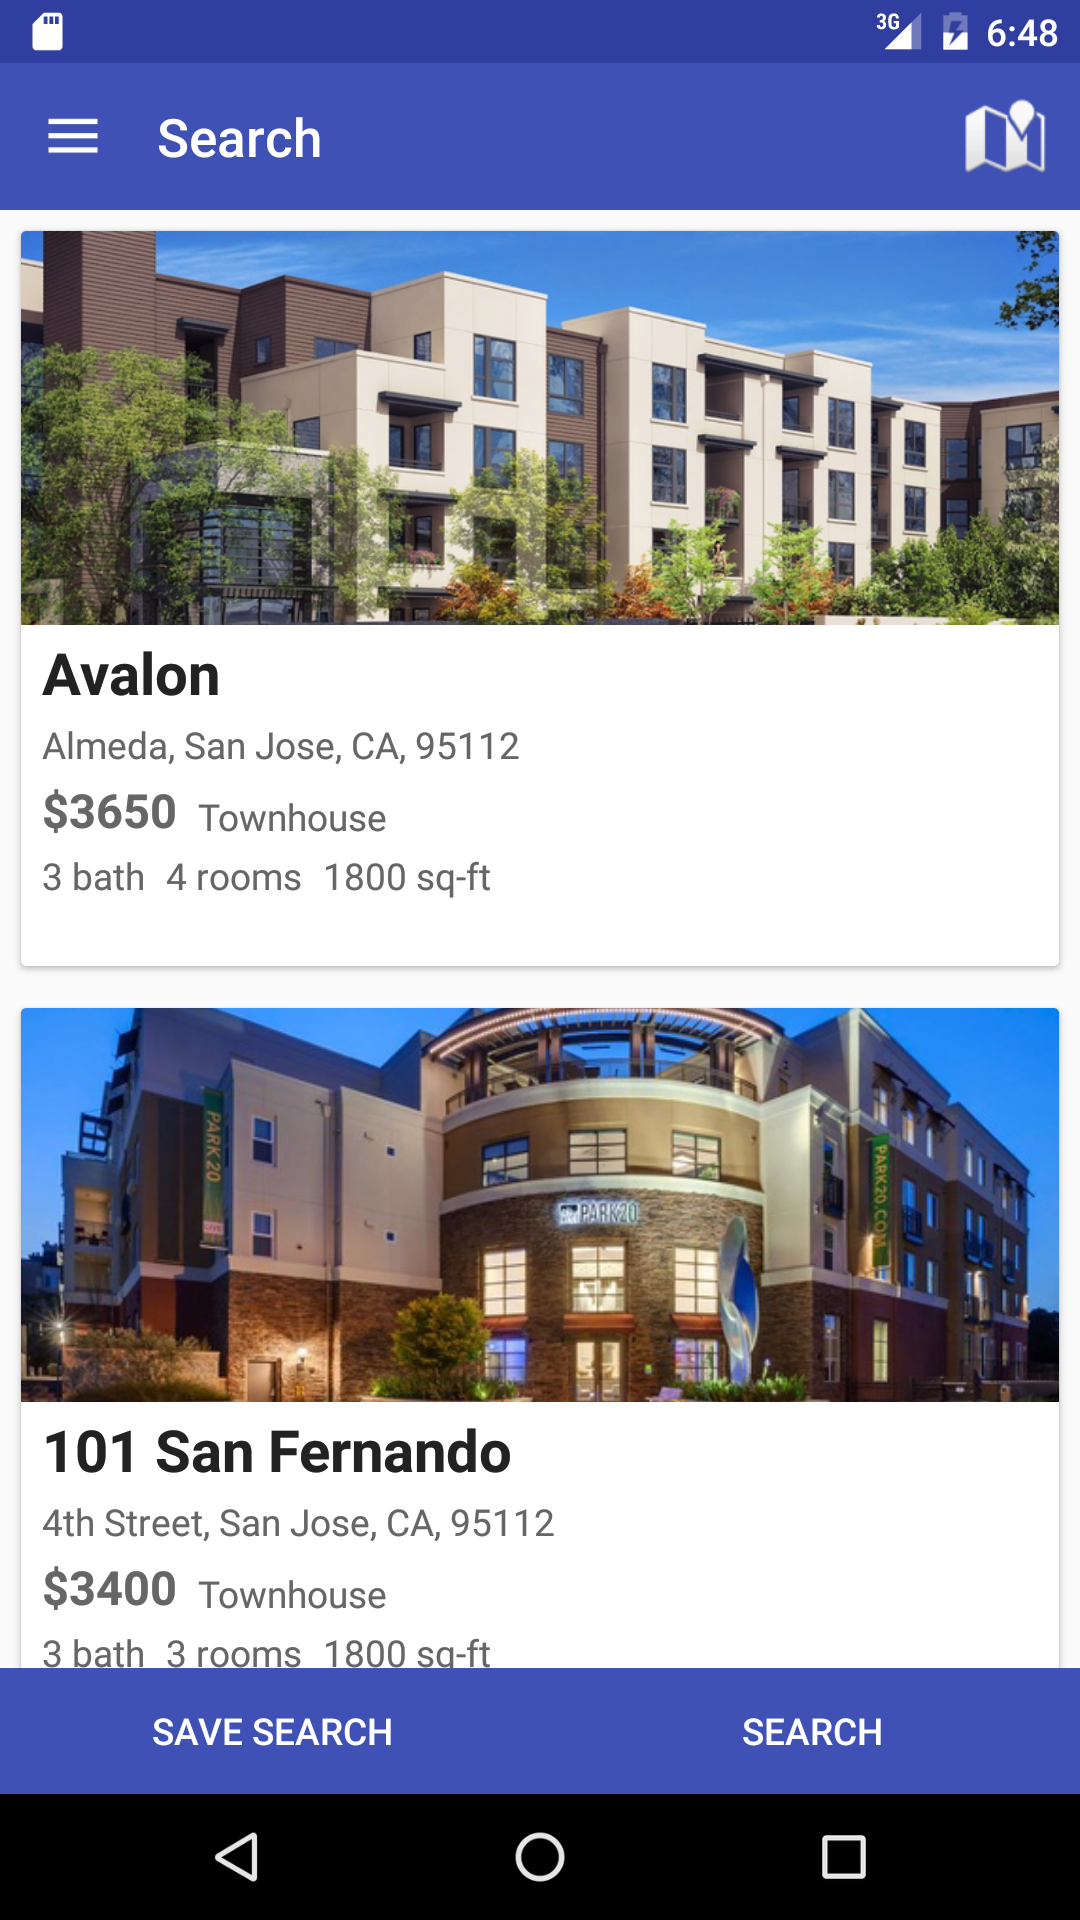 3G 6:48
Search
Avalon
Almeda, San Jose, CA, 95112
$3650 Townhouse
3 bath 4 rooms 1800 sq-ft
PARK 20
LIVE
PARK20
PARK20.COM
101 San Fernando
4th Street, San Jose, CA, 95112
$3400 Townhouse
3 bath 3 rooms 1800 sq-ft
SAVE SEARCH SEARCH